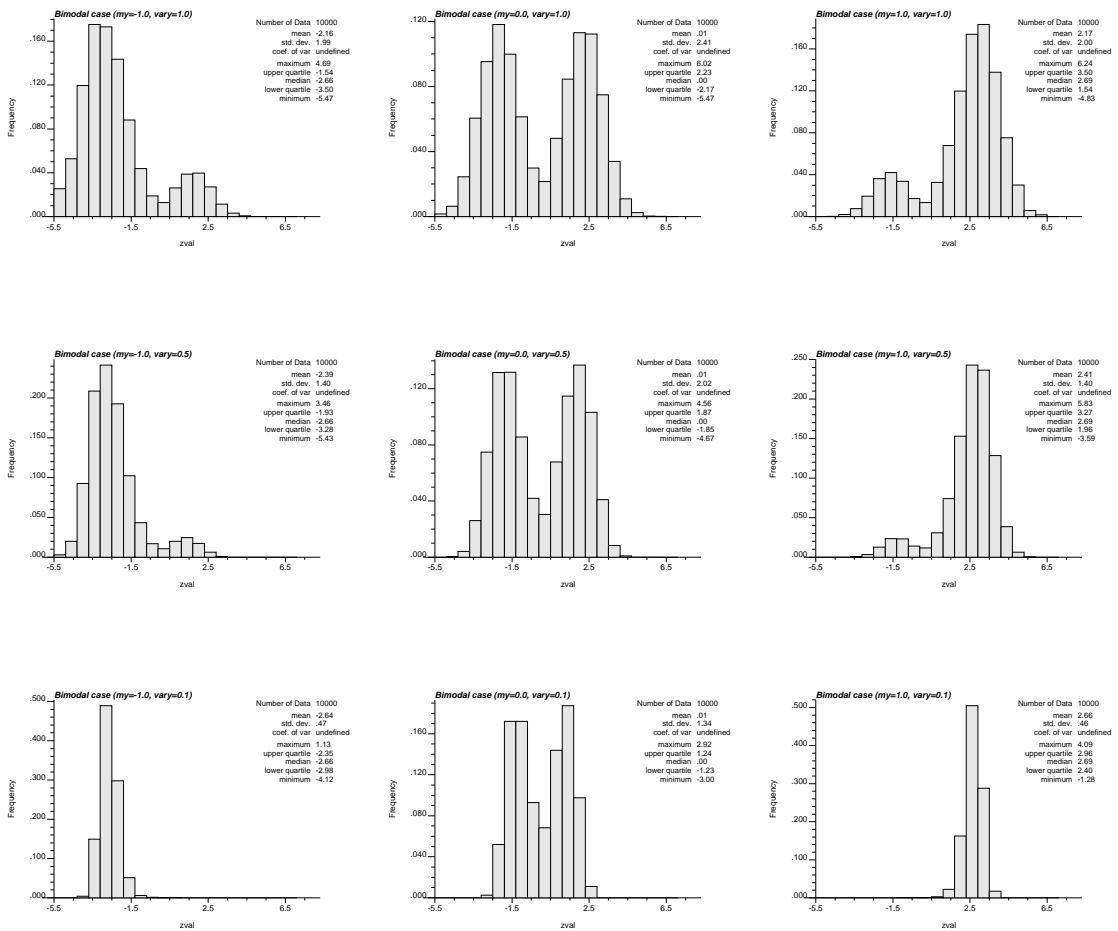 Bimodal case (my=-1.0, vary=1.0)
Number of Data 10000
mean -2.16
std. dev. 1.99
coef. of var undefined
maximum 4.69
upper quartile -1.54
median -2.66
lower quartile -3.50
minimum -5.47
Frequency
.160
.120
.080
.040
.000
-5.5 -1.5 2.5 6.5
zval
Bimodal case (my=0.0, vary=1.0)
Number of Data 10000
mean .01
std. dev. 2.41
coef. of var undefined
maximum 6.02
upper quartile 2.23
median .00
lower quartile -2.17
minimum -5.47
Frequency
.120
.080
.040
.000
-5.5 -1.5 2.5 6.5
zval
Bimodal case (my=1.0, vary=1.0)
Number of Data 10000
mean 2.17
std. dev. 2.00
coef. of var undefined
maximum 6.24
upper quartile 3.50
median 2.69
lower quartile 1.54
minimum -4.83
Frequency
.160
.120
.080
.040
.000
-5.5 -1.5 2.5 6.5
zval
Bimodal case (my=-1.0, vary=0.5)
Number of Data 10000
mean -2.39
std. dev. 1.40
coef. of var undefined
maximum 3.46
upper quartile -1.93
median -2.66
lower quartile -3.28
minimum -5.43
Frequency
.200
.150
.100
.050
.000
-5.5 -1.5 2.5 6.5
zval
Bimodal case (my=0.0, vary=0.5)
Number of Data 10000
mean .01
std. dev. 2.02
coef. of var undefined
maximum 4.56
upper quartile 1.87
median .00
lower quartile -1.85
minimum -4.67
Frequency
.120
.080
.040
.000
-5.5 -1.5 2.5 6.5
zval
Bimodal case (my=1.0, vary=0.5)
Number of Data 10000
mean 2.41
std. dev. 1.40
coef. of var undefined
maximum 5.83
upper quartile 3.27
median 2.69
lower quartile 1.96
minimum -3.59
Frequency
.250
.200
.150
.100
.050
.000
-5.5 -1.5 2.5 6.5
zval
Bimodal case (my=-1.0, vary=0.1)
Number of Data 10000
mean -2.64
std. dev. .47
coef. of var undefined
maximum 1.13
upper quartile -2.35
median -2.66
lower quartile -2.98
minimum -4.12
Frequency
.500
.400
.300
.200
.100
.000
-5.5 -1.5 2.5 6.5
zval
Bimodal case (my=0.0, vary=0.1)
Number of Data 10000
mean .01
std. dev. 1.34
coef. of var undefined
maximum 2.92
upper quartile 1.24
median .00
lower quartile -1.23
minimum -3.00
Frequency
.160
.120
.080
.040
.000
-5.5 -1.5 2.5 6.5
zval
Bimodal case (my=1.0, vary=0.1)
Number of Data 10000
mean 2.66
std. dev. .46
coef. of var undefined
maximum 4.09
upper quartile 2.96
median 2.69
lower quartile 2.40
minimum -1.28
Frequency
.500
.400
.300
.200
.100
.000
-5.5 -1.5 2.5 6.5
zval